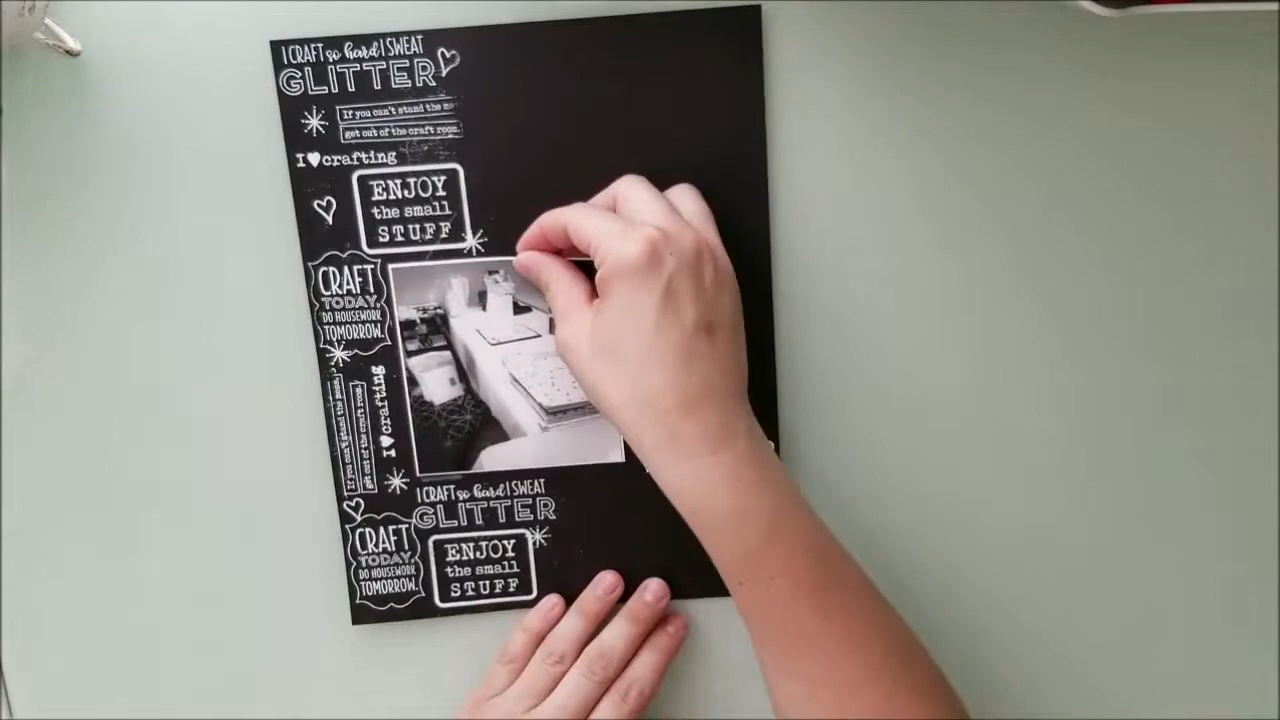 I CRAFT so hard I SWEAT
GLITTER
If you can't stand the me
get out of the craft room.
I♥crafting
ENJOY
the small
STUFF
CRAFT
TODAY,
DO HOUSEWORK
TOMORROW.
If you can't stand the mess,
get out of the craft room.
I♥crafting
I CRAFT so hard I SWEAT
GLITTER
CRAFT
TODAY,
DO HOUSEWORK
TOMORROW.
ENJOY
the small
STUFF